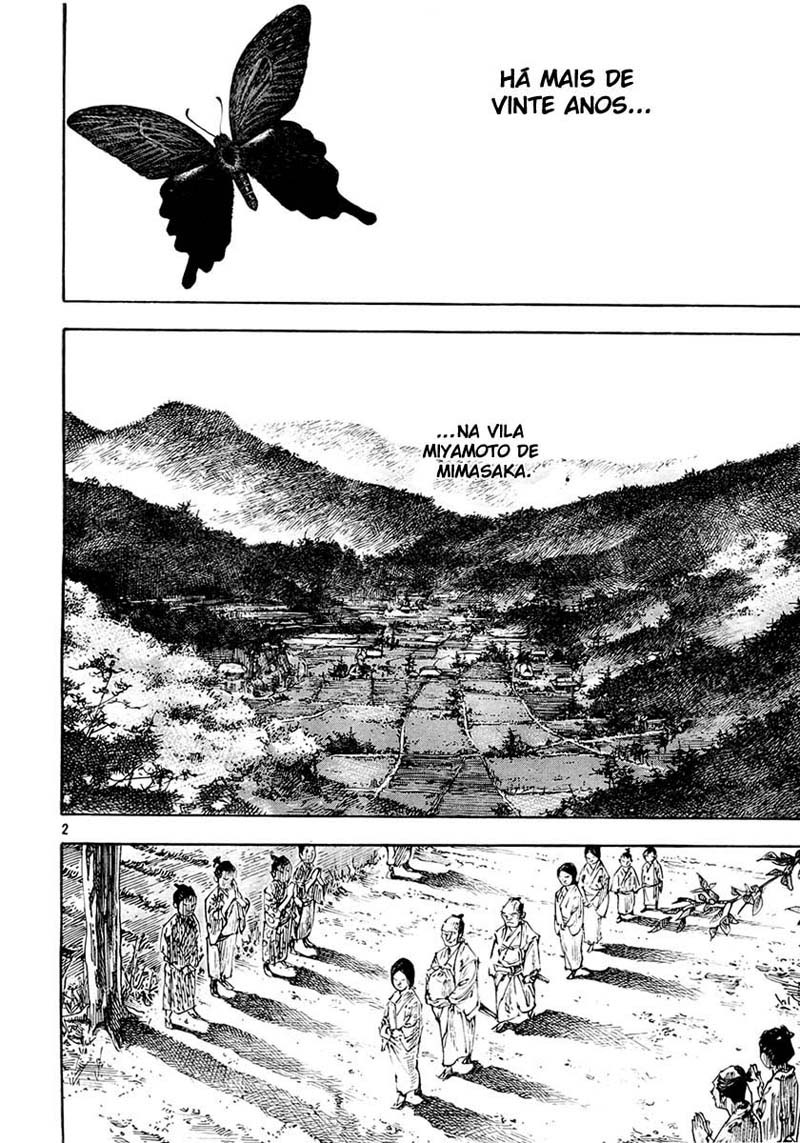 HÁ MAIS DE
VINTE ANOS...
...NA VILA
MIYAMOTO DE
MIMASAKA.
2